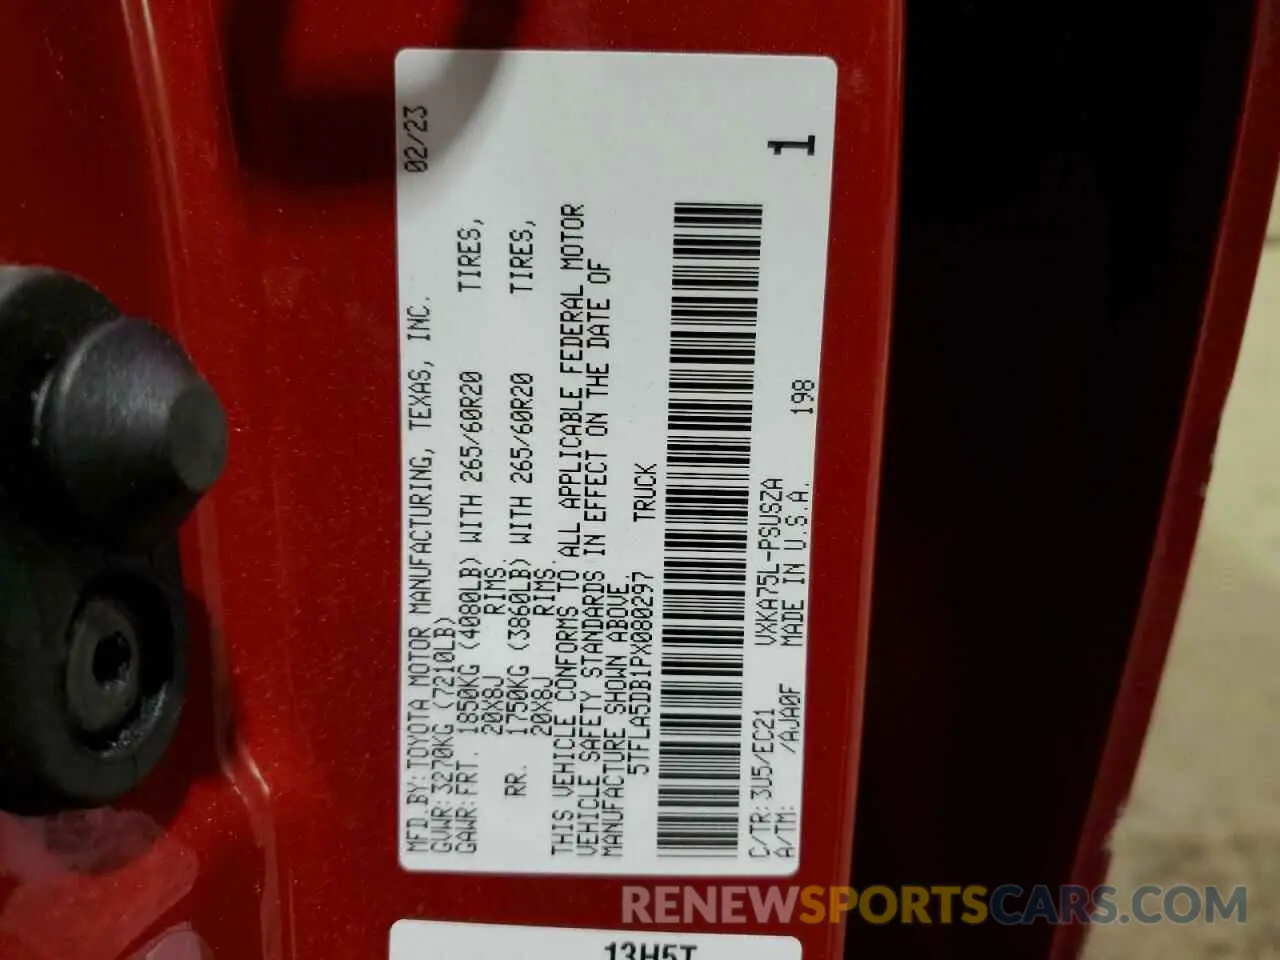 MFD.BY:TOYOTA MOTOR MANUFACTURING, TEXAS, INC. 02/23
GVWR:3270KG (7210LB)
GAWR:FRT. 1850KG (4080LB) WITH 265/60R20 TIRES,
20X8J RIMS
RR. 1750KG (3860LB) WITH 265/60R20 TIRES,
20X8J RIMS.
THIS VEHICLE CONFORMS TO ALL APPLICABLE FEDERAL MOTOR
VEHICLE SAFETY STANDARDS IN EFFECT ON THE DATE OF
MANUFACTURE SHOWN ABOVE.
5TFLA5DB1PX080297 TRUCK
C/TR:3U5/EC21 VXKA75L-PSUSZA
A/TM: /AJA0F MADE IN U.S.A. 198
1
13H5T
RENEWSPORTSCARS.COM